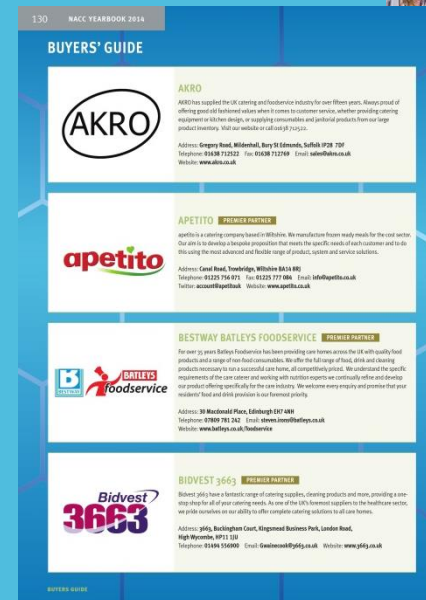 130 NACC YEARBOOK 2014
BUYERS' GUIDE
AKRO
AKRO
AKRO has supplied the UK catering and foodservice industry for over fifteen years. Always proud of
offering good old fashioned values when it comes to customer service, whether providing catering
equipment or kitchen design, or supplying consumables and janitorial products from our large
product inventory. Visit our website or call 01638 712522.
Address: Gregory Road, Mildenhall, Bury St Edmunds, Suffolk IP28 7DF
Telephone: 01638 712522 Fax: 01638 712769 Email: sales@akro.co.uk
Website: www.akro.co.uk
apetito
APETITO PREMIER PARTNER
apetito is a catering company based in Wiltshire. We manufacture frozen ready meals for the care sector.
Our aim is to develop a bespoke proposition that meets the specific needs of each customer and to do
this using the most advanced and flexible range of product, system and service solutions.
Address: Canal Road, Trowbridge, Wiltshire BA14 8RJ
Telephone: 01225 756 071 Fax: 01225 777 084 Email: info@apetito.co.uk
Twitter: account@apetitouk Website: www.apetito.co.uk
BATLEYS
foodservice
BESTWAY BATLEYS FOODSERVICE PREMIER PARTNER
For over 35 years Batleys Foodservice has been providing care homes across the UK with quality food
products and a range of non-food consumables. We offer the full range of food, drink and cleaning
products necessary to run a successful care home, all competitively priced. We understand the specific
requirements of the care caterer and working with nutrition experts we continually refine and develop
our product offering specifically for the care industry. We welcome every enquiry and promise that your
residents' food and drink provision is our foremost priority.
Address: 30 Macdonald Place, Edinburgh EH7 4NH
Telephone: 07809 781 242 Email: steven.irons@batleys.co.uk
Website: www.batleys.co.uk/foodservice
Bidvest
3663
BIDVEST 3663 PREMIER PARTNER
Bidvest 3663 have a fantastic range of catering supplies, cleaning products and more, providing a one-
stop-shop for all of your catering needs. As one of the UK's foremost suppliers to the healthcare sector,
we pride ourselves on our ability to offer complete catering solutions to all care homes.
Address: 3663, Buckingham Court, Kingsmead Business Park, London Road,
High Wycombe, HP11 1JU
Telephone: 01494 556900 Email: Gwainecook@3663.co.uk Website: www.3663.co.uk
BUYERS GUIDE